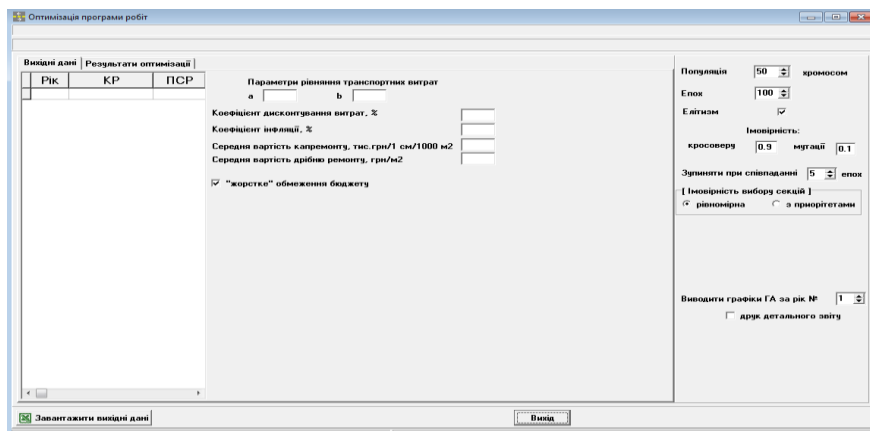 Оптимизація програми робіт
Вихідні дані Результати оптимізації
Рік КР ПСР
Параметри рівняння транспортних витрат
a b
Коефіцієнт дисконтування витрат, %
Коефіцієнт інфляції, %
Середня вартість капремонту, тис.грн/1 см/1000 м2
Середня вартість дрібню ремонту, грн/м2
"жорстке" обмеження бюджету
Популяція 50 хромосом
Епох 100
Елітизм
Імовірність:
кросоверу 0.9 мутації 0.1
Зупиняти при співпаданні 5 епох
[ Імовірність вибору секцій ]
рівномірна з приорітетами
Виводити графіки ГА за рік № 1
друк детального звіту
Завантажити вихідні дані
Вихід